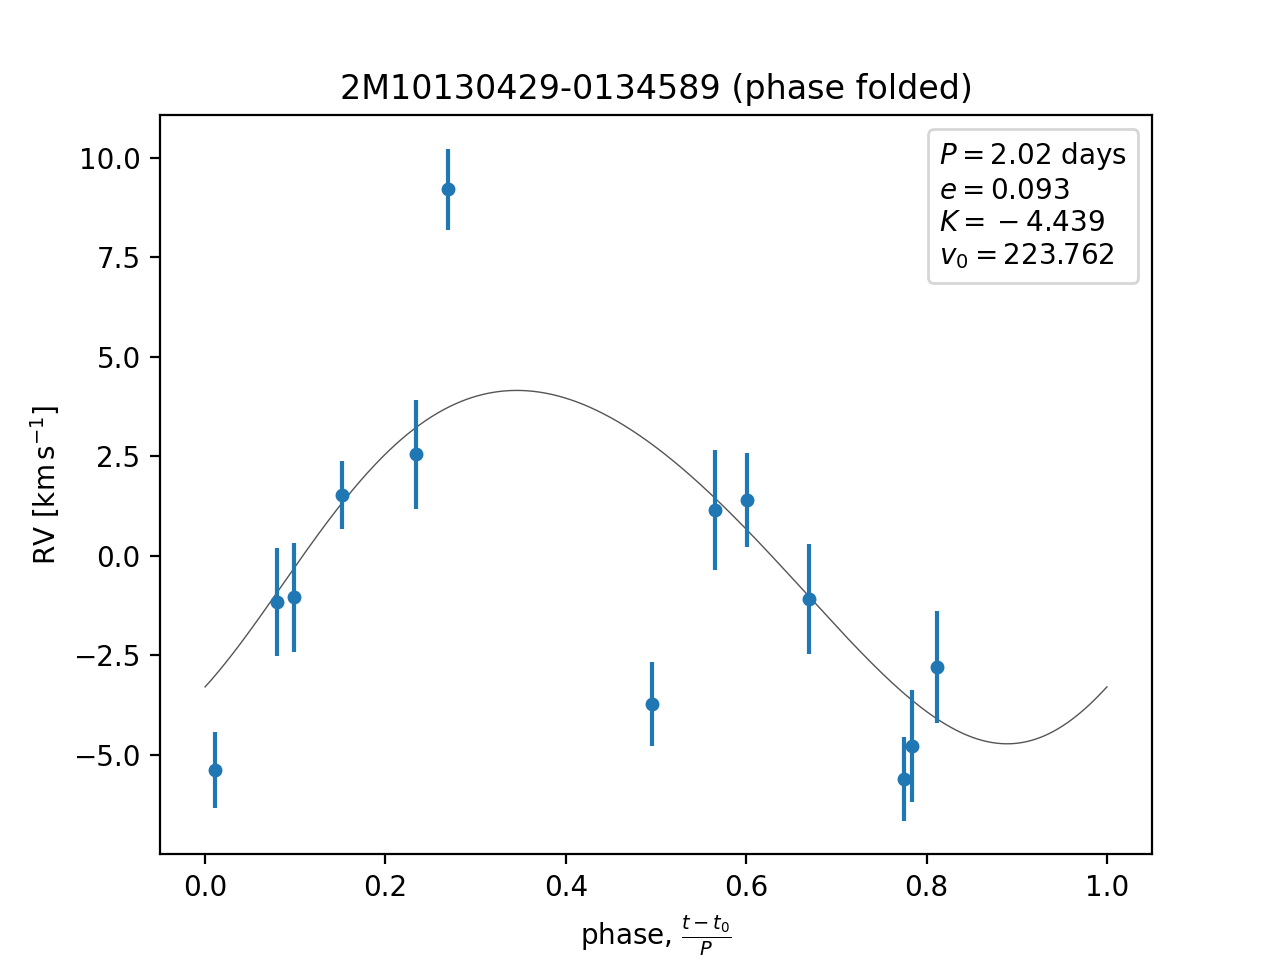 2M10130429-0134589 (phase folded)
P = 2.02 days
e = 0.093
K = −4.439
v₀ = 223.762
10.0
7.5
5.0
2.5
0.0
−2.5
−5.0
RV [km s⁻¹]
0.0 0.2 0.4 0.6 0.8 1.0
phase, (t − t₀)/P